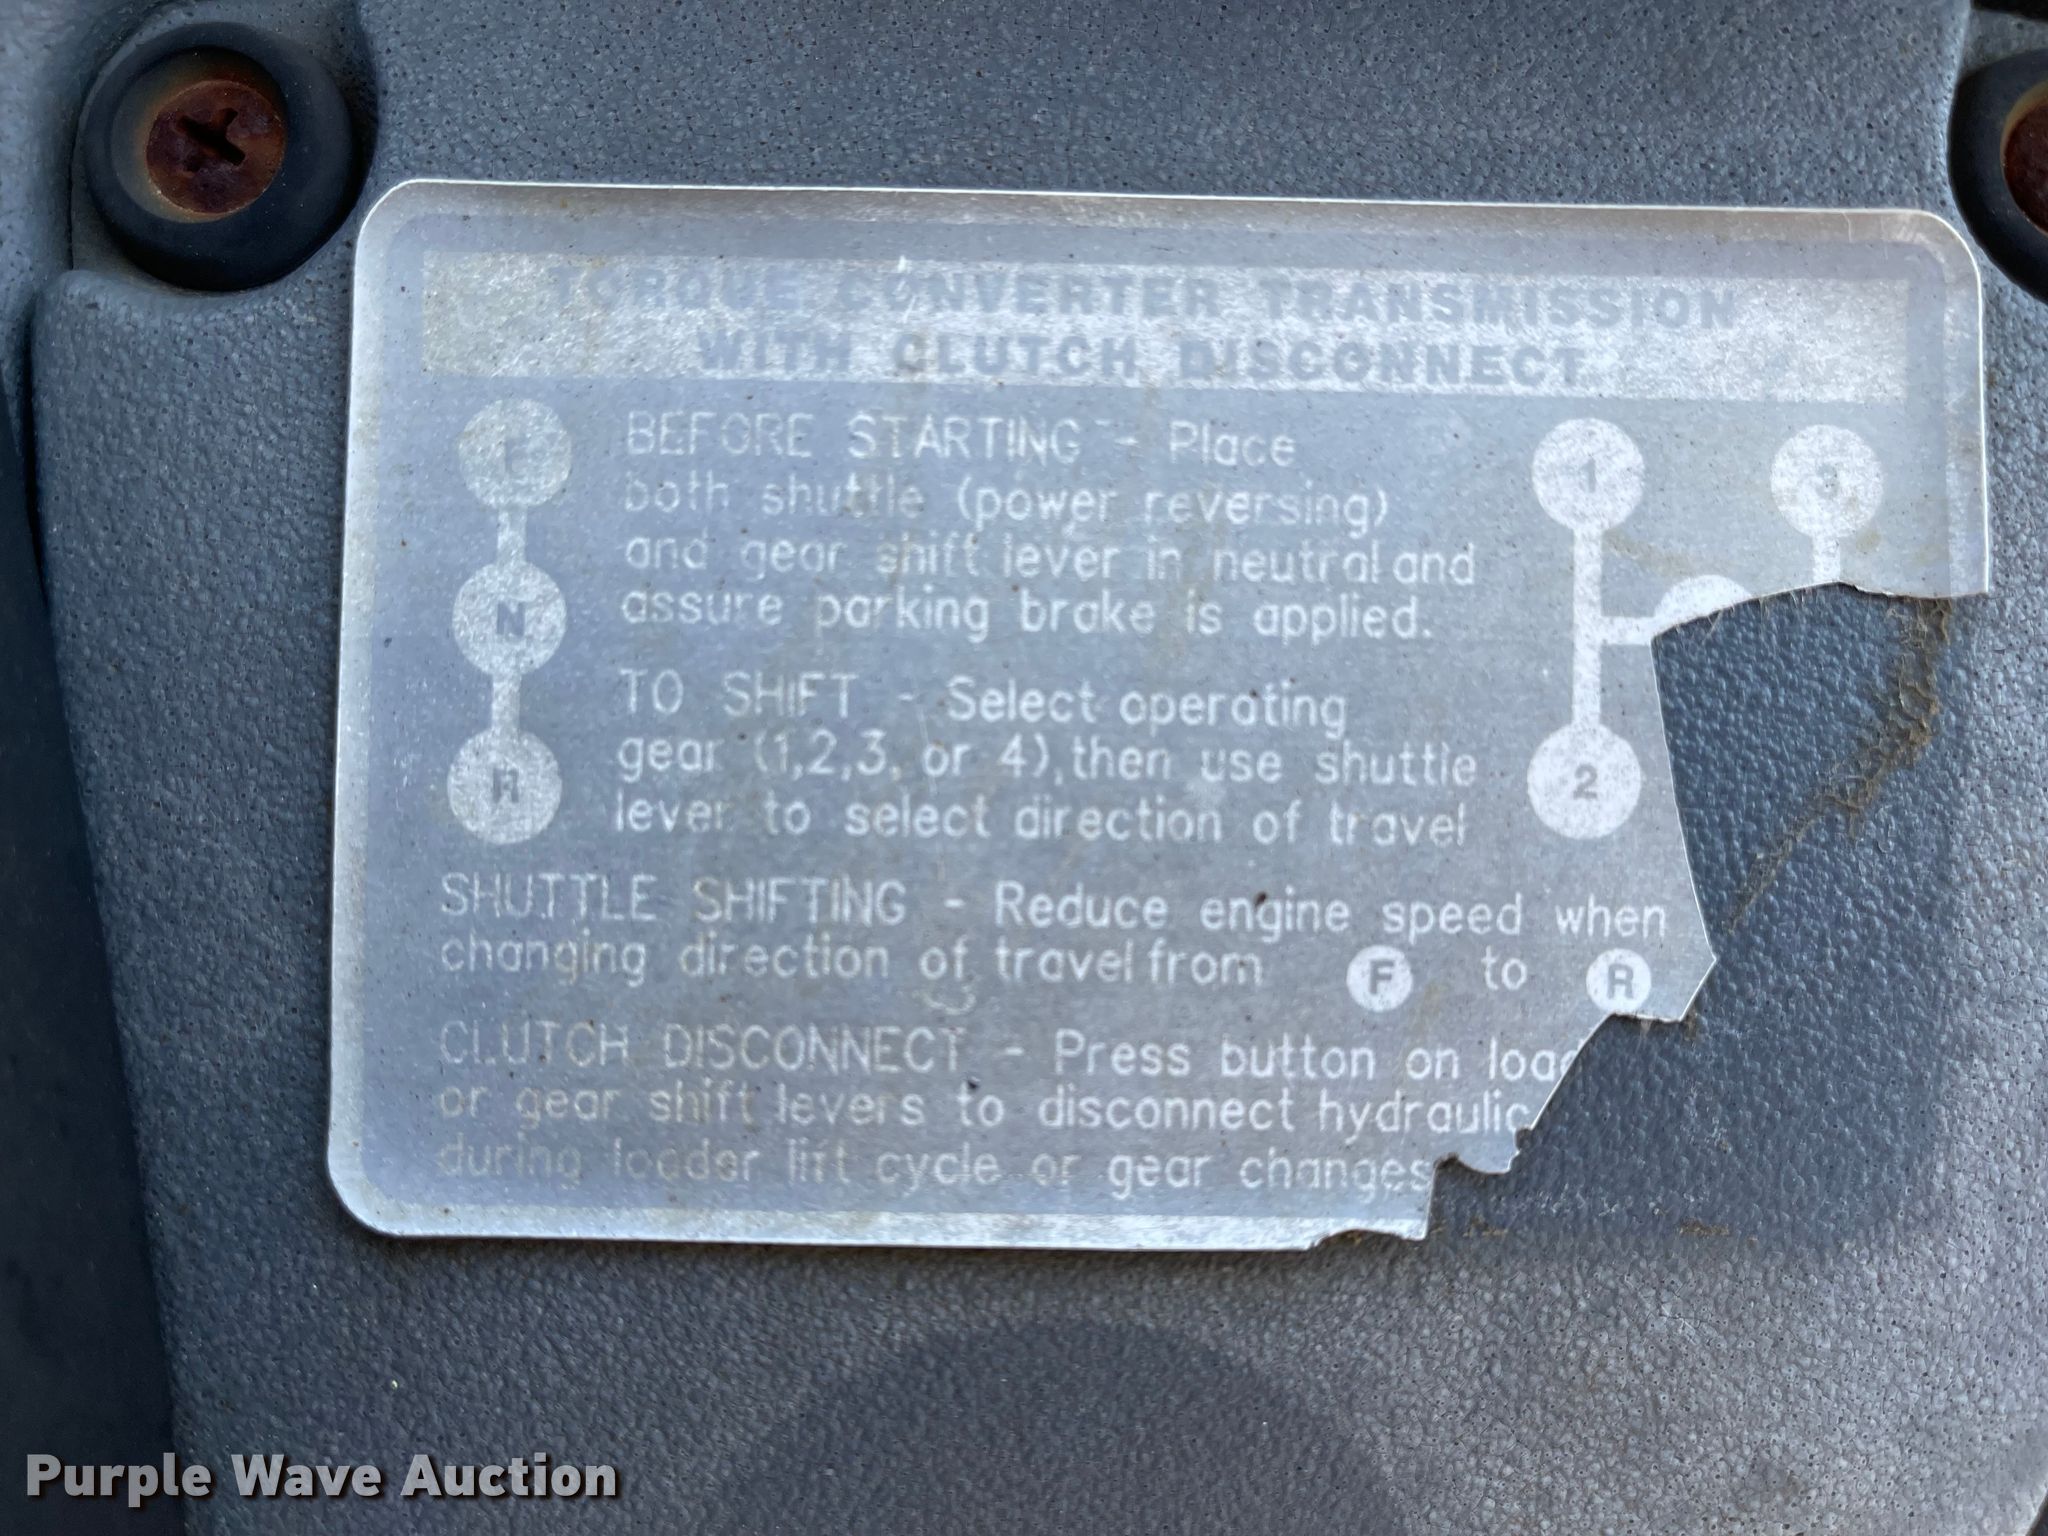 TORQUE CONVERTER TRANSMISSION
WITH CLUTCH DISCONNECT
F
N
R
BEFORE STARTING - Place
both shuttle (power reversing)
and gear shift lever in neutral and
assure parking brake is applied.
1
3
2
TO SHIFT - Select operating
gear (1,2,3, or 4), then use shuttle
lever to select direction of travel
SHUTTLE SHIFTING - Reduce engine speed when
changing direction of travel from F to R
CLUTCH DISCONNECT - Press button on
or gear shift levers to disconnect hydraulic
during loader lift cycle or gear changes
Purple Wave Auction